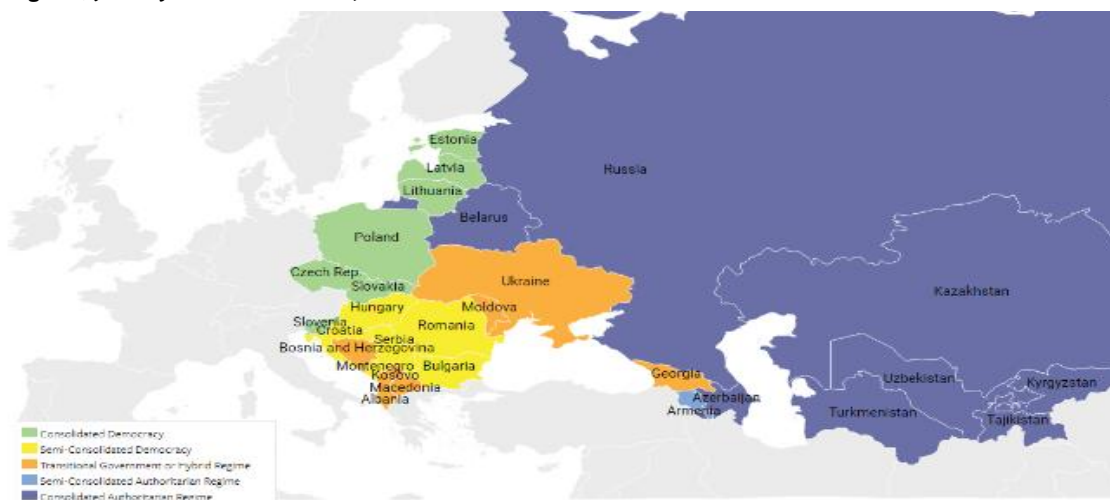 Estonia
Latvia
Lithuania
Russia
Belarus
Poland
Czech Rep.
Slovakia
Ukraine
Kazakhstan
Hungary
Moldova
Slovenia
Croatia
Romania
Serbia
Bosnia and Herzegovina
Montenegro
Bulgaria
Kosovo
Macedonia
Albania
Georgia
Armenia
Azerbaijan
Uzbekistan
Kyrgyzstan
Turkmenistan
Tajikistan
Consolidated Democracy
Semi-Consolidated Democracy
Transitional Government or Hybrid Regime
Semi-Consolidated Authoritarian Regime
Consolidated Authoritarian Regime